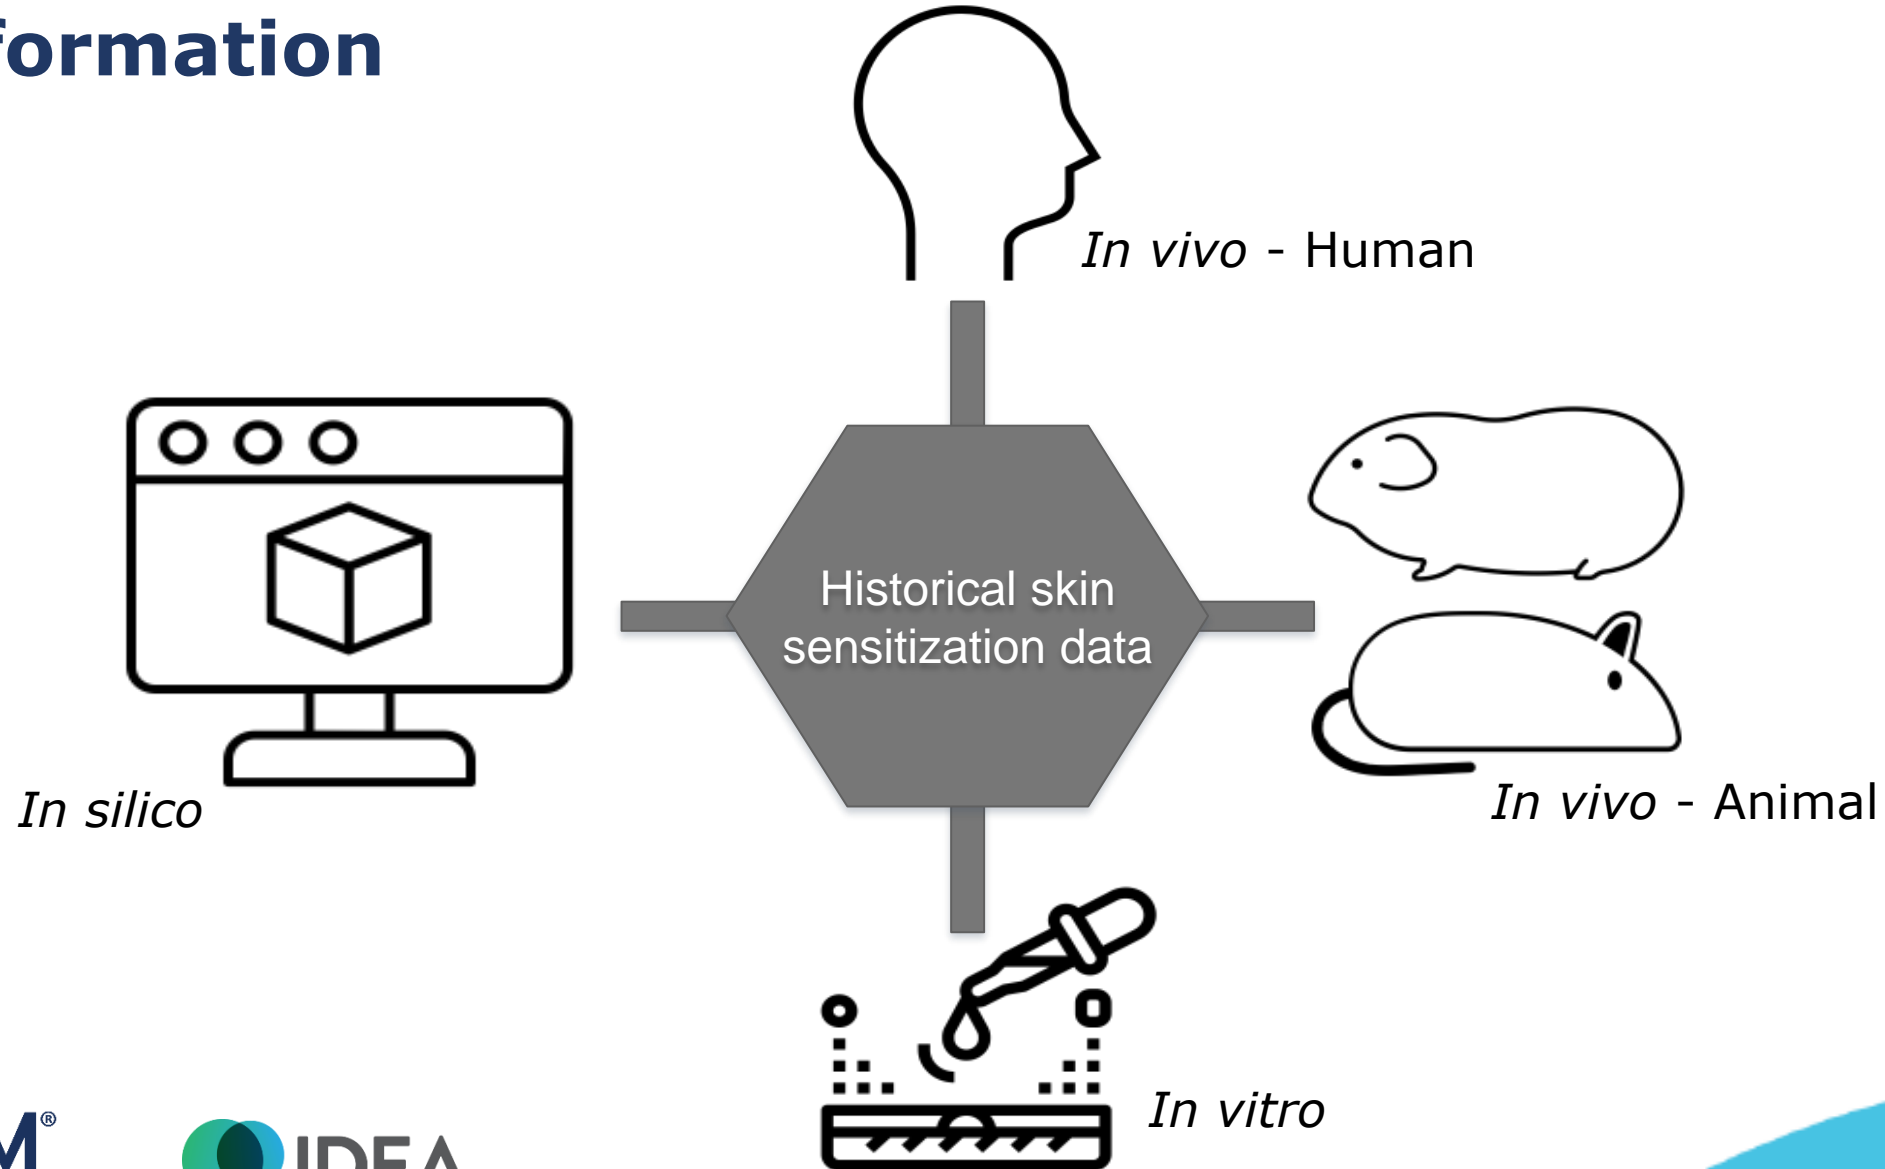 formation
In vivo - Human
Historical skin
sensitization data
In silico
In vivo - Animal
In vitro
M®
IDEA